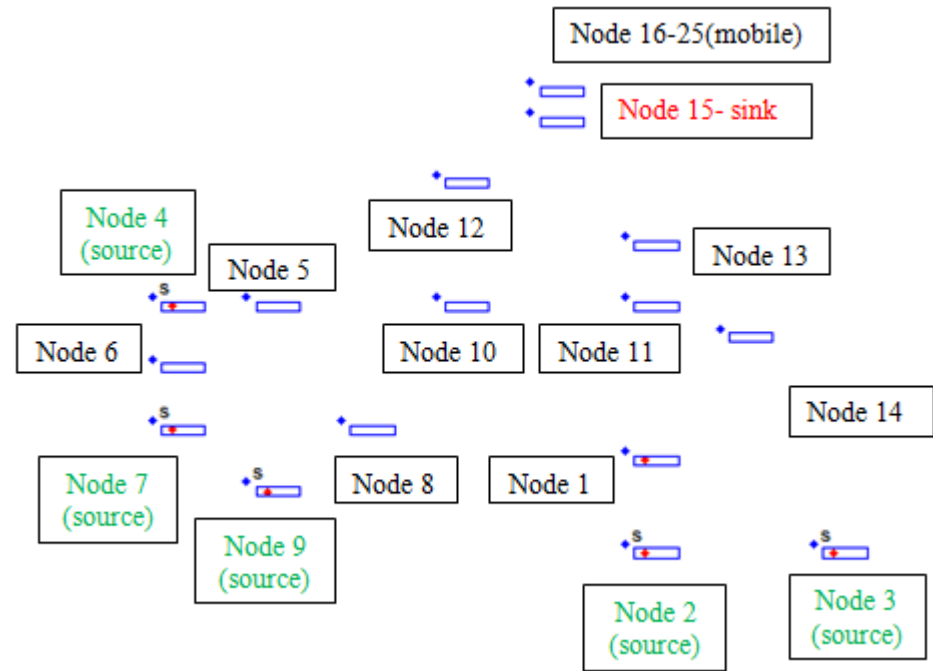 Node 16-25(mobile)
Node 15- sink
Node 4
(source)
Node 12
Node 5
Node 13
S
Node 6
Node 10
Node 11
Node 14
S
Node 7
(source)
Node 8
Node 1
S
Node 9
(source)
S
S
Node 2
(source)
Node 3
(source)